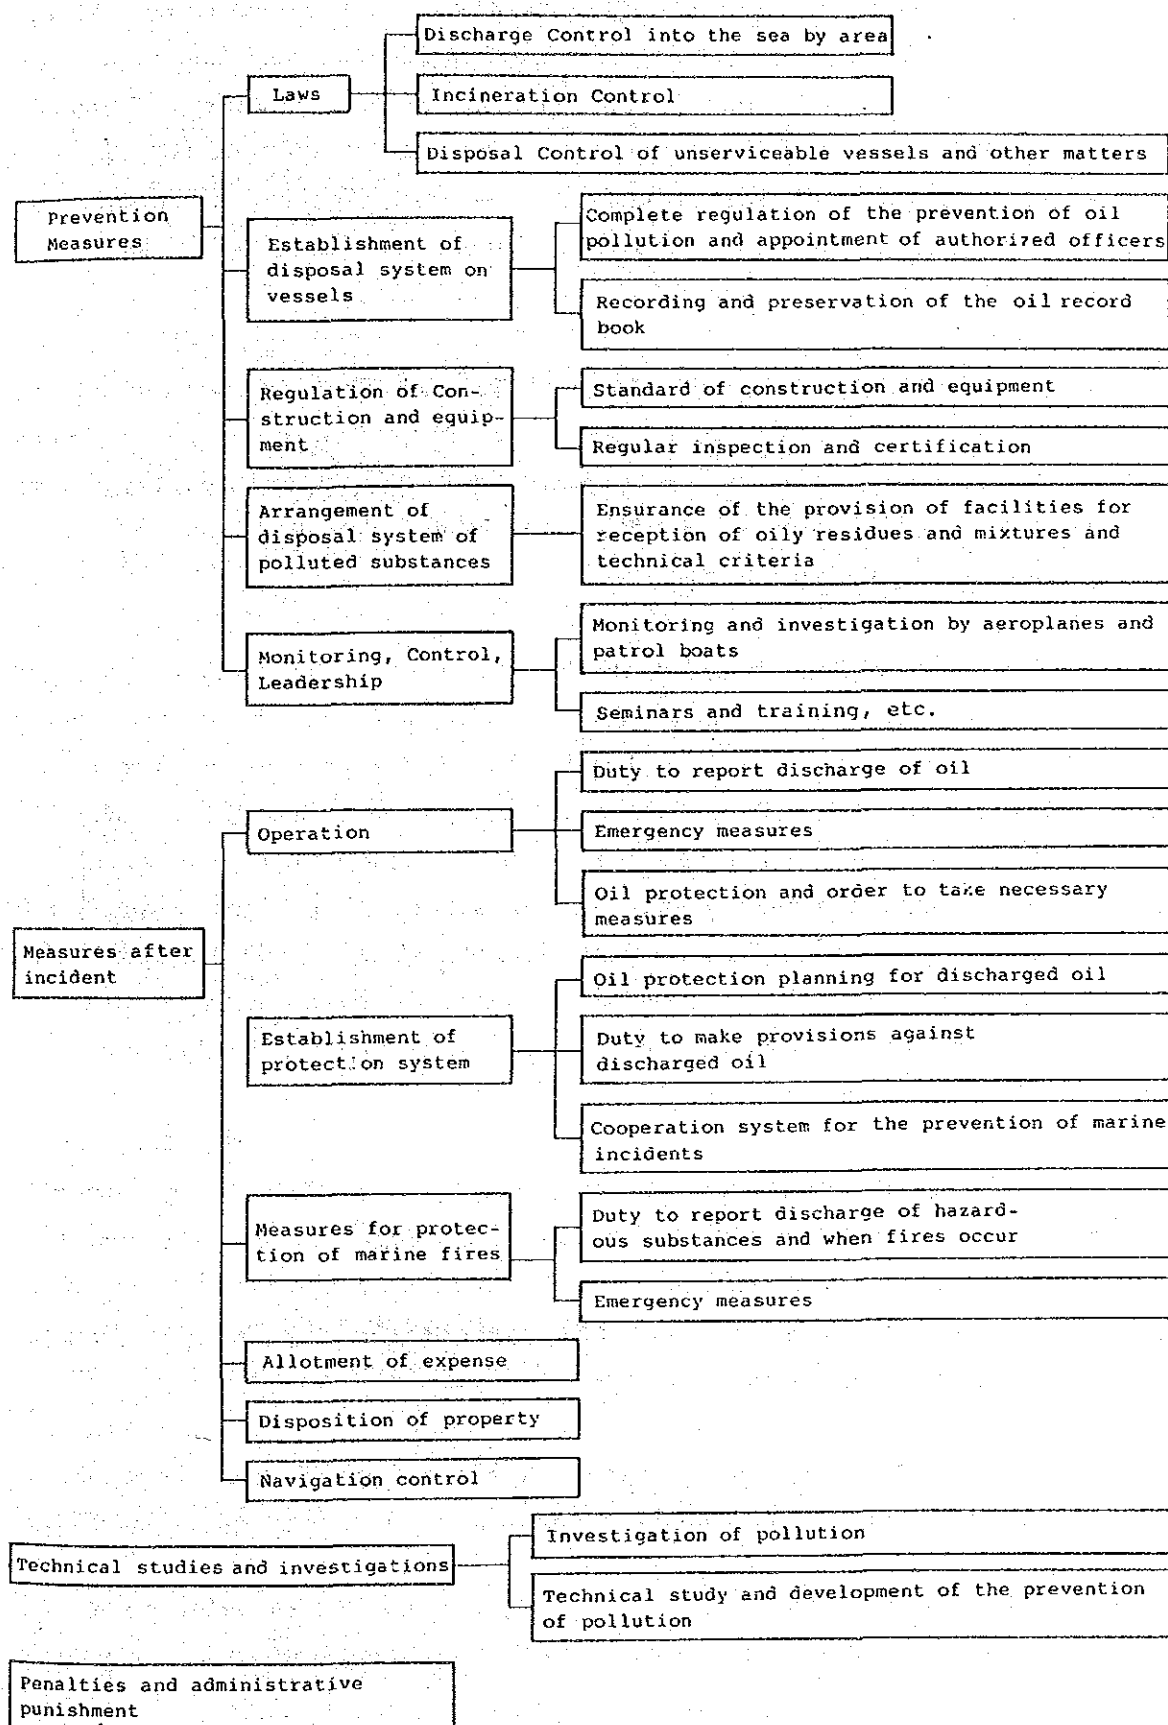 Discharge Control into the sea by area
Laws
Incineration Control
Disposal Control of unserviceable vessels and other matters
Prevention
Measures
Establishment of
disposal system on
vessels
Complete regulation of the prevention of oil
pollution and appointment of authorized officers
Recording and preservation of the oil record
book
Regulation of Con-
struction and equip-
ment
Standard of construction and equipment
Regular inspection and certification
Arrangement of
disposal system of
polluted substances
Ensurance of the provision of facilities for
reception of oily residues and mixtures and
technical criteria
Monitoring, Control,
Leadership
Monitoring and investigation by aeroplanes and
patrol boats
Seminars and training, etc.
Measures after
incident
Operation
Duty to report discharge of oil
Emergency measures
Oil protection and order to take necessary
measures
Establishment of
protection system
Oil protection planning for discharged oil
Duty to make provisions against
discharged oil
Cooperation system for the prevention of marine
incidents
Measures for protec-
tion of marine fires
Duty to report discharge of hazard-
ous substances and when fires occur
Emergency measures
Allotment of expense
Disposition of property
Navigation control
Technical studies and investigations
Investigation of pollution
Technical study and development of the prevention
of pollution
Penalties and administrative
punishment